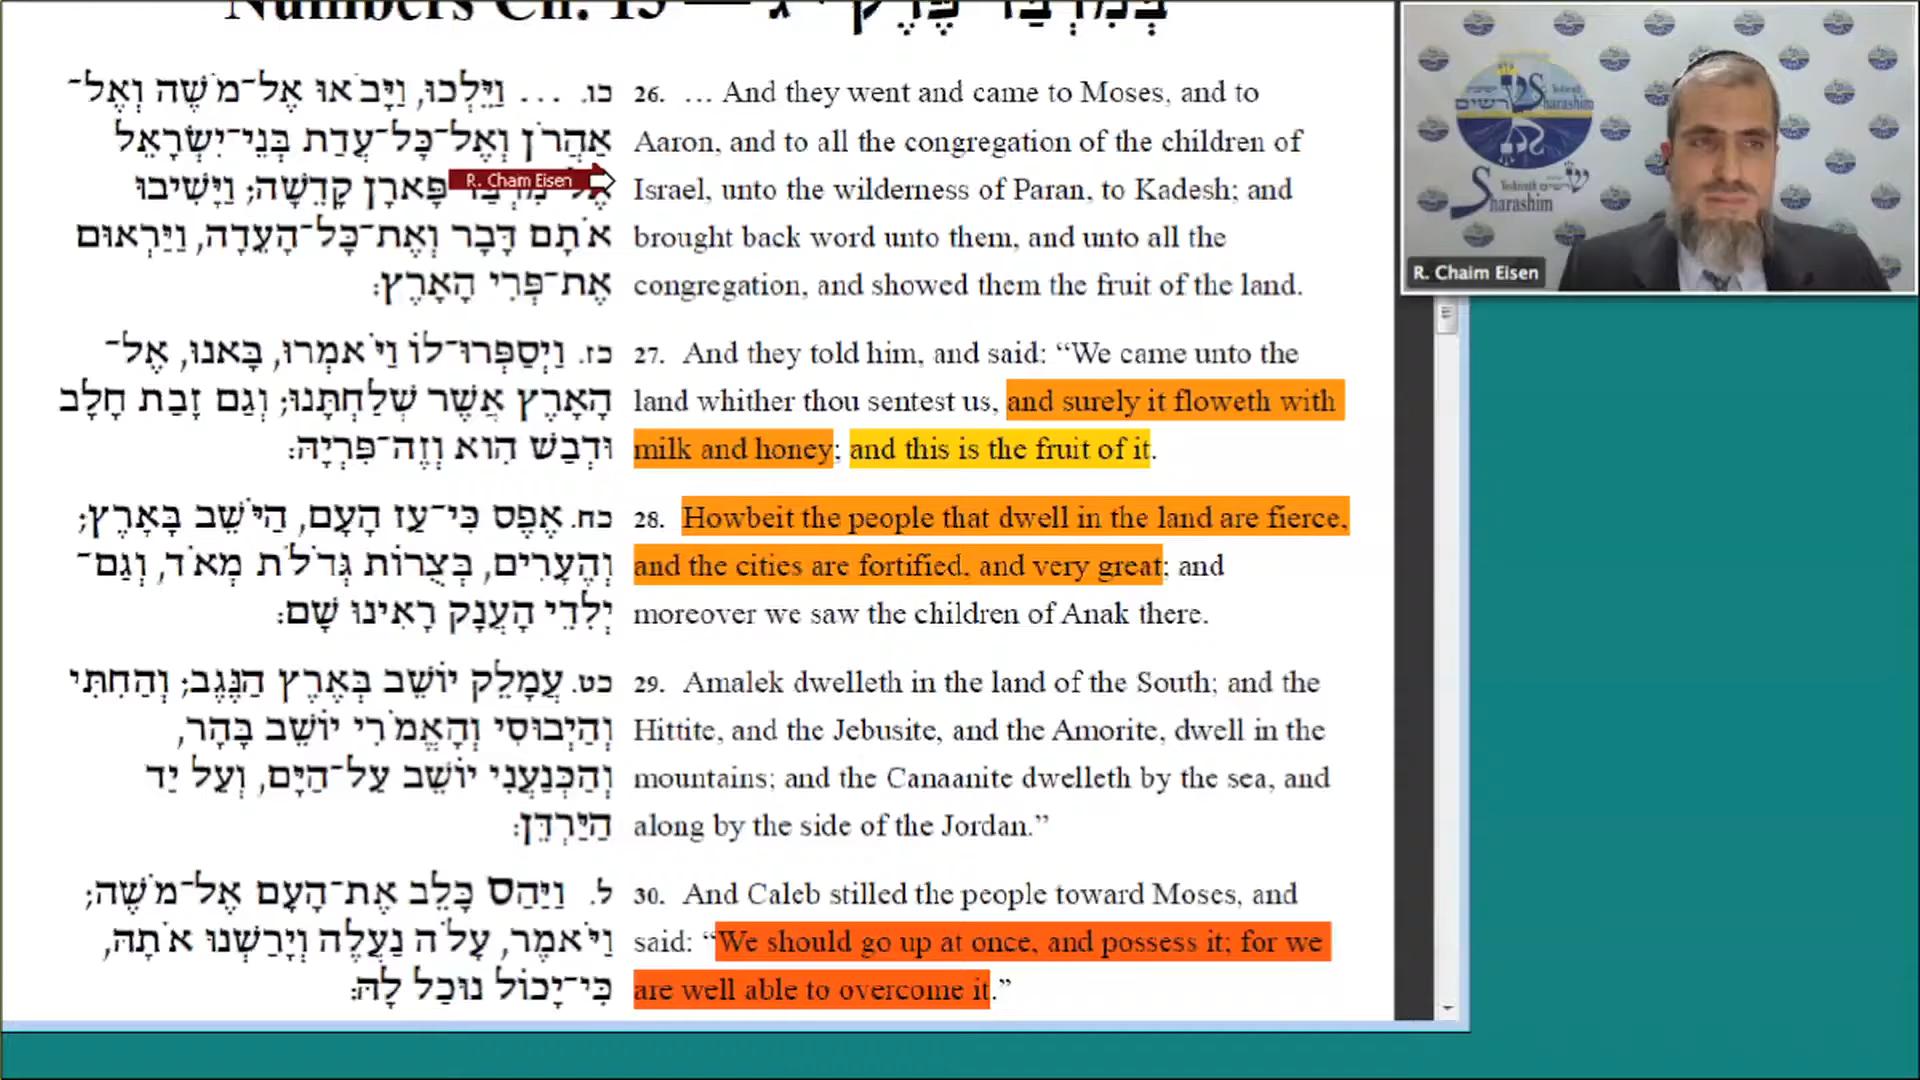 Numbers Ch. 13 — בְּמִדְבַּר פֶּרֶק י״ג
כו. … וַיֵּלְכוּ, וַיָּבֹאוּ אֶל־מֹשֶׁה וְאֶל־
אַהֲרֹן וְאֶל־כָּל־עֲדַת בְּנֵי־יִשְׂרָאֵל
אֶל־מִדְבַּר פָּארָן קָדֵשָׁה; וַיָּשִׁיבוּ
אֹתָם דָּבָר וְאֶת־כָּל־הָעֵדָה, וַיַּרְאוּם
אֶת־פְּרִי הָאָרֶץ:
26. … And they went and came to Moses, and to
Aaron, and to all the congregation of the children of
Israel, unto the wilderness of Paran, to Kadesh; and
brought back word unto them, and unto all the
congregation, and showed them the fruit of the land.
R. Cham Eisen
כז. וַיְסַפְּרוּ־לוֹ וַיֹּאמְרוּ, בָּאנוּ, אֶל־
הָאָרֶץ אֲשֶׁר שְׁלַחְתָּנוּ; וְגַם זָבַת חָלָב
וּדְבַשׁ הִוא וְזֶה־פִּרְיָהּ:
27. And they told him, and said: “We came unto the
land whither thou sentest us, and surely it floweth with
milk and honey; and this is the fruit of it.
כח. אֶפֶס כִּי־עַז הָעָם, הַיֹּשֵׁב בָּאָרֶץ;
וְהֶעָרִים, בְּצֻרוֹת גְּדֹלֹת מְאֹד, וְגַם־
יְלִדֵי הָעֲנָק רָאִינוּ שָׁם:
28. Howbeit the people that dwell in the land are fierce,
and the cities are fortified, and very great; and
moreover we saw the children of Anak there.
כט. עֲמָלֵק יוֹשֵׁב בְּאֶרֶץ הַנֶּגֶב; וְהַחִתִּי
וְהַיְבוּסִי וְהָאֱמֹרִי יוֹשֵׁב בָּהָר,
וְהַכְּנַעֲנִי יוֹשֵׁב עַל־הַיָּם, וְעַל יַד
הַיַּרְדֵּן:
29. Amalek dwelleth in the land of the South; and the
Hittite, and the Jebusite, and the Amorite, dwell in the
mountains; and the Canaanite dwelleth by the sea, and
along by the side of the Jordan.”
ל. וַיַּהַס כָּלֵב אֶת־הָעָם אֶל־מֹשֶׁה;
וַיֹּאמֶר, עָלֹה נַעֲלֶה וְיָרַשְׁנוּ אֹתָהּ,
כִּי־יָכוֹל נוּכַל לָהּ:
30. And Caleb stilled the people toward Moses, and
said: “We should go up at once, and possess it; for we
are well able to overcome it.”
Yeshivath
Sharashim
שרשים
Yeshivath
Sharashim
R. Chaim Eisen